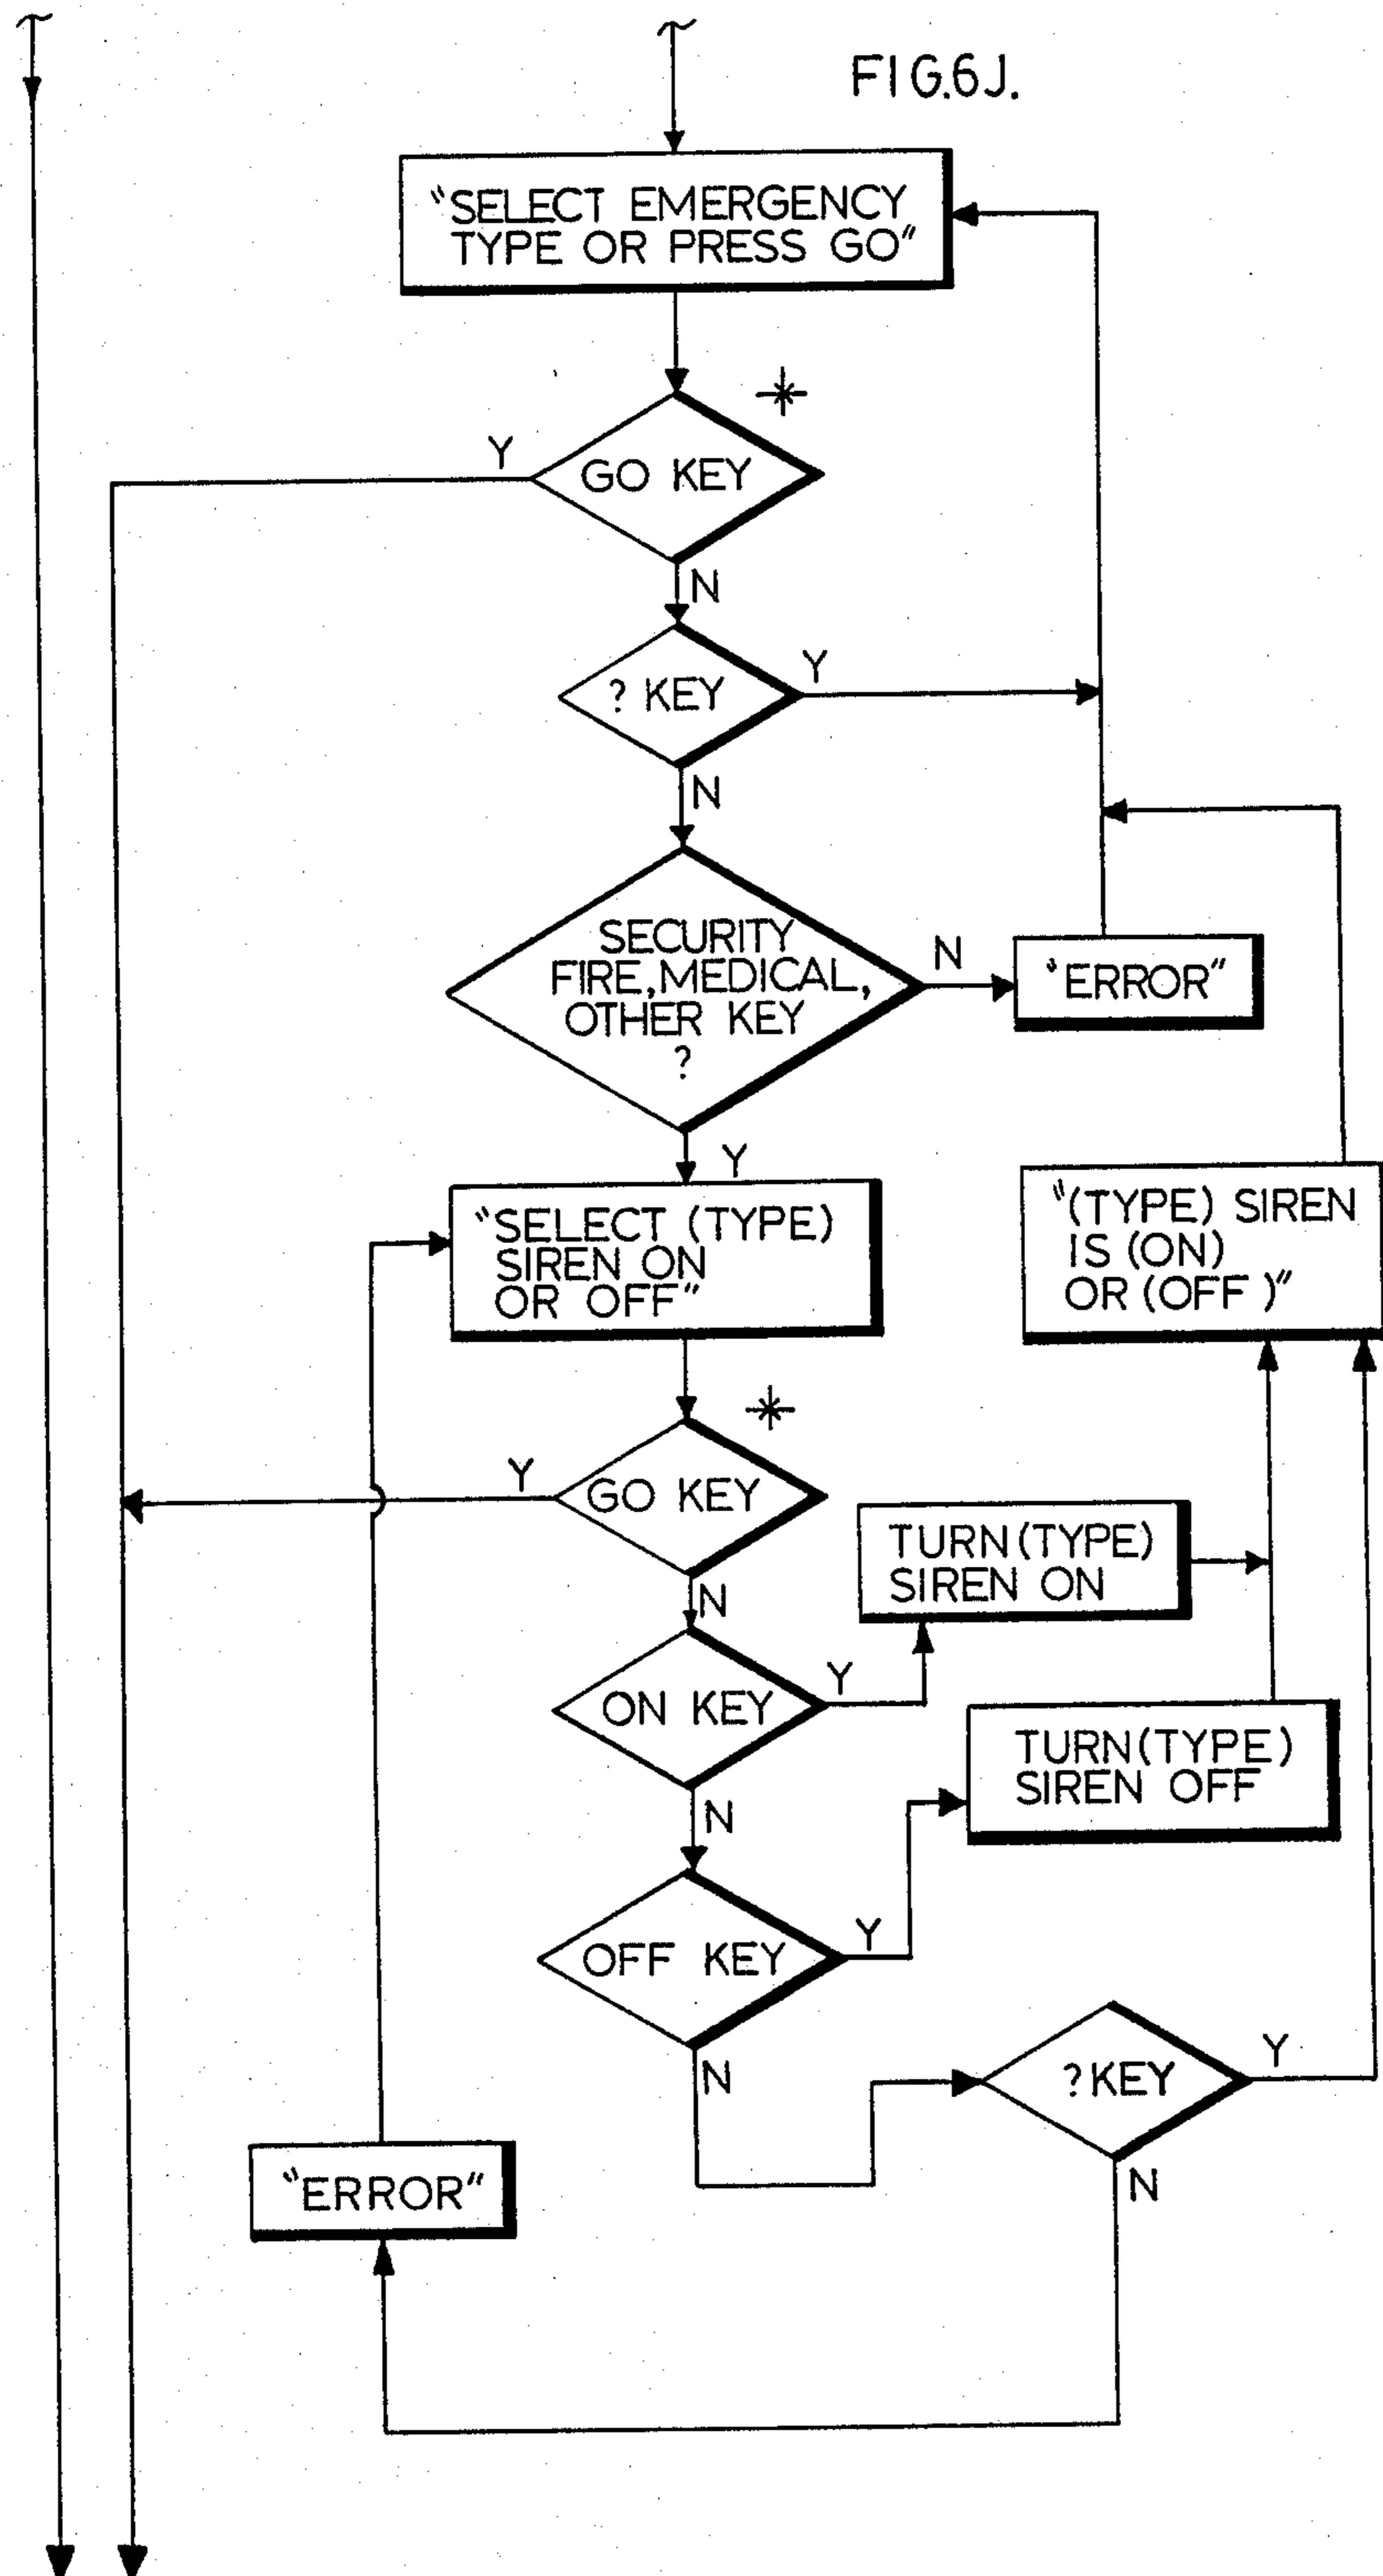 FIG.6J.
"SELECT EMERGENCY
TYPE OR PRESS GO"
*
Y
GO KEY
N
? KEY
Y
N
SECURITY
FIRE, MEDICAL,
OTHER KEY
?
N
"ERROR"
Y
"SELECT (TYPE)
SIREN ON
OR OFF"
"(TYPE) SIREN
IS (ON)
OR (OFF)"
*
Y
GO KEY
N
TURN (TYPE)
SIREN ON
ON KEY
Y
N
TURN (TYPE)
SIREN OFF
OFF KEY
Y
N
? KEY
Y
N
"ERROR"